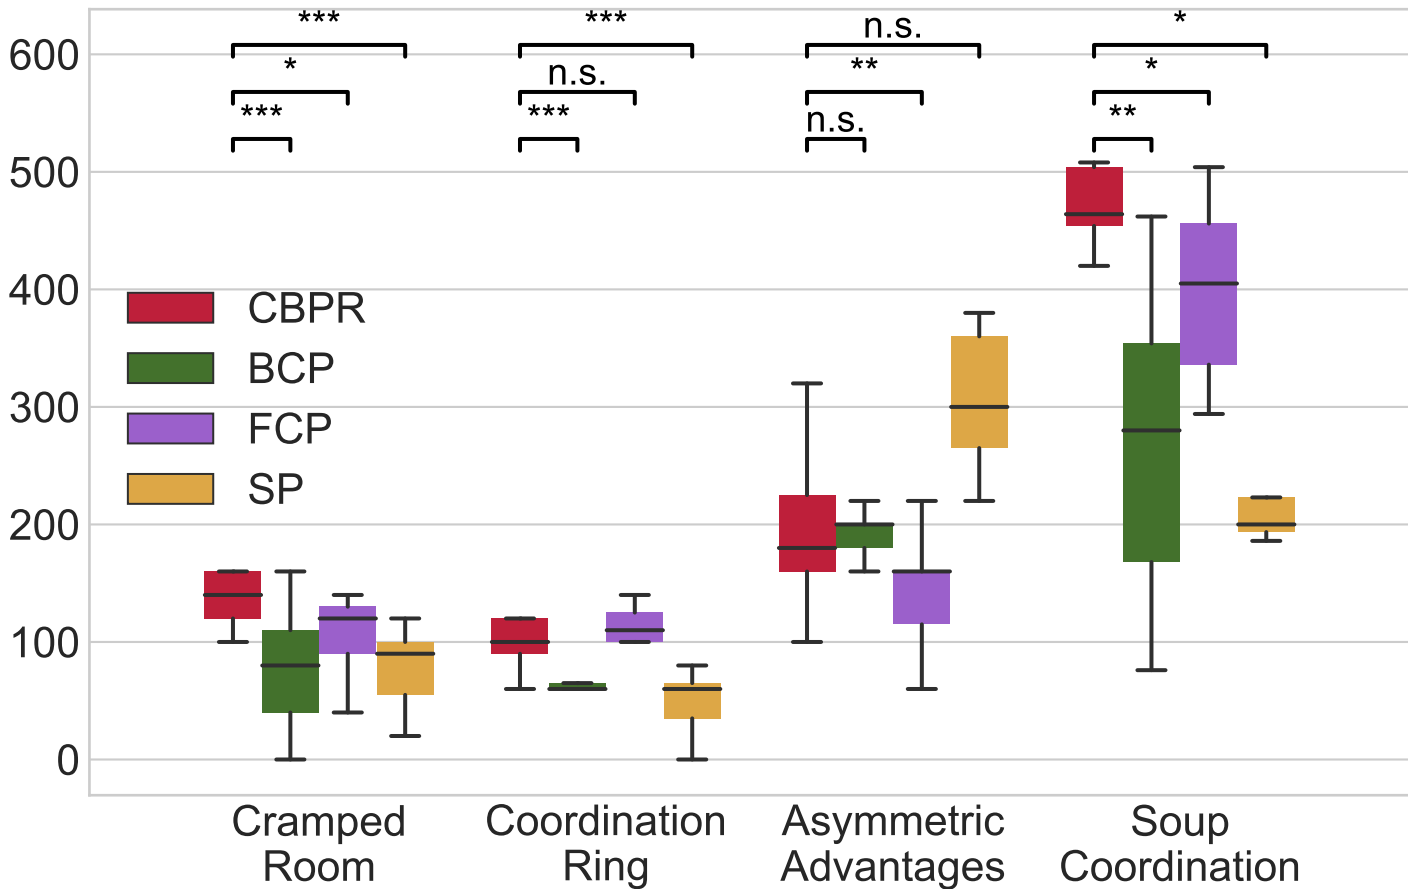 *** *** n.s. *
600
* n.s. ** *
*** *** n.s. **
500
400
CBPR
BCP
300
FCP
SP
200
100
0
Cramped
Room
Coordination
Ring
Asymmetric
Advantages
Soup
Coordination